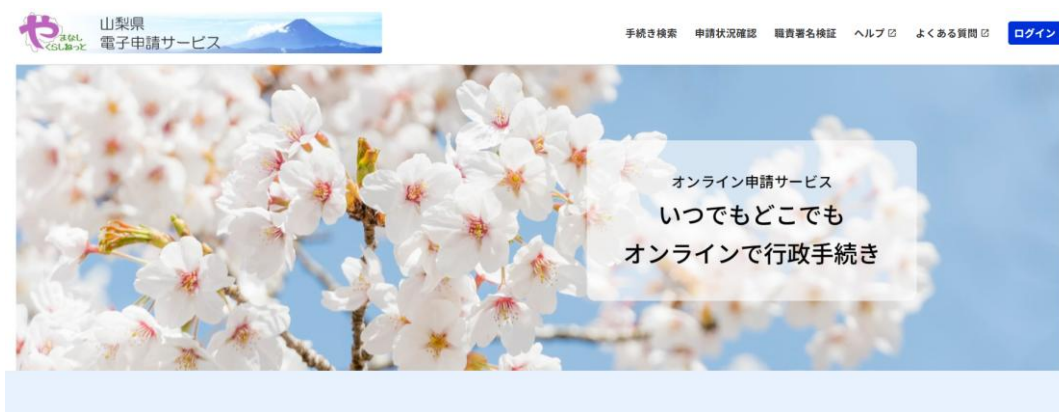 やまなし
くらしねっと
山梨県
電子申請サービス
手続き検索 申請状況確認 職責署名検証 ヘルプ よくある質問 ログイン
オンライン申請サービス
いつでもどこでも
オンラインで行政手続き